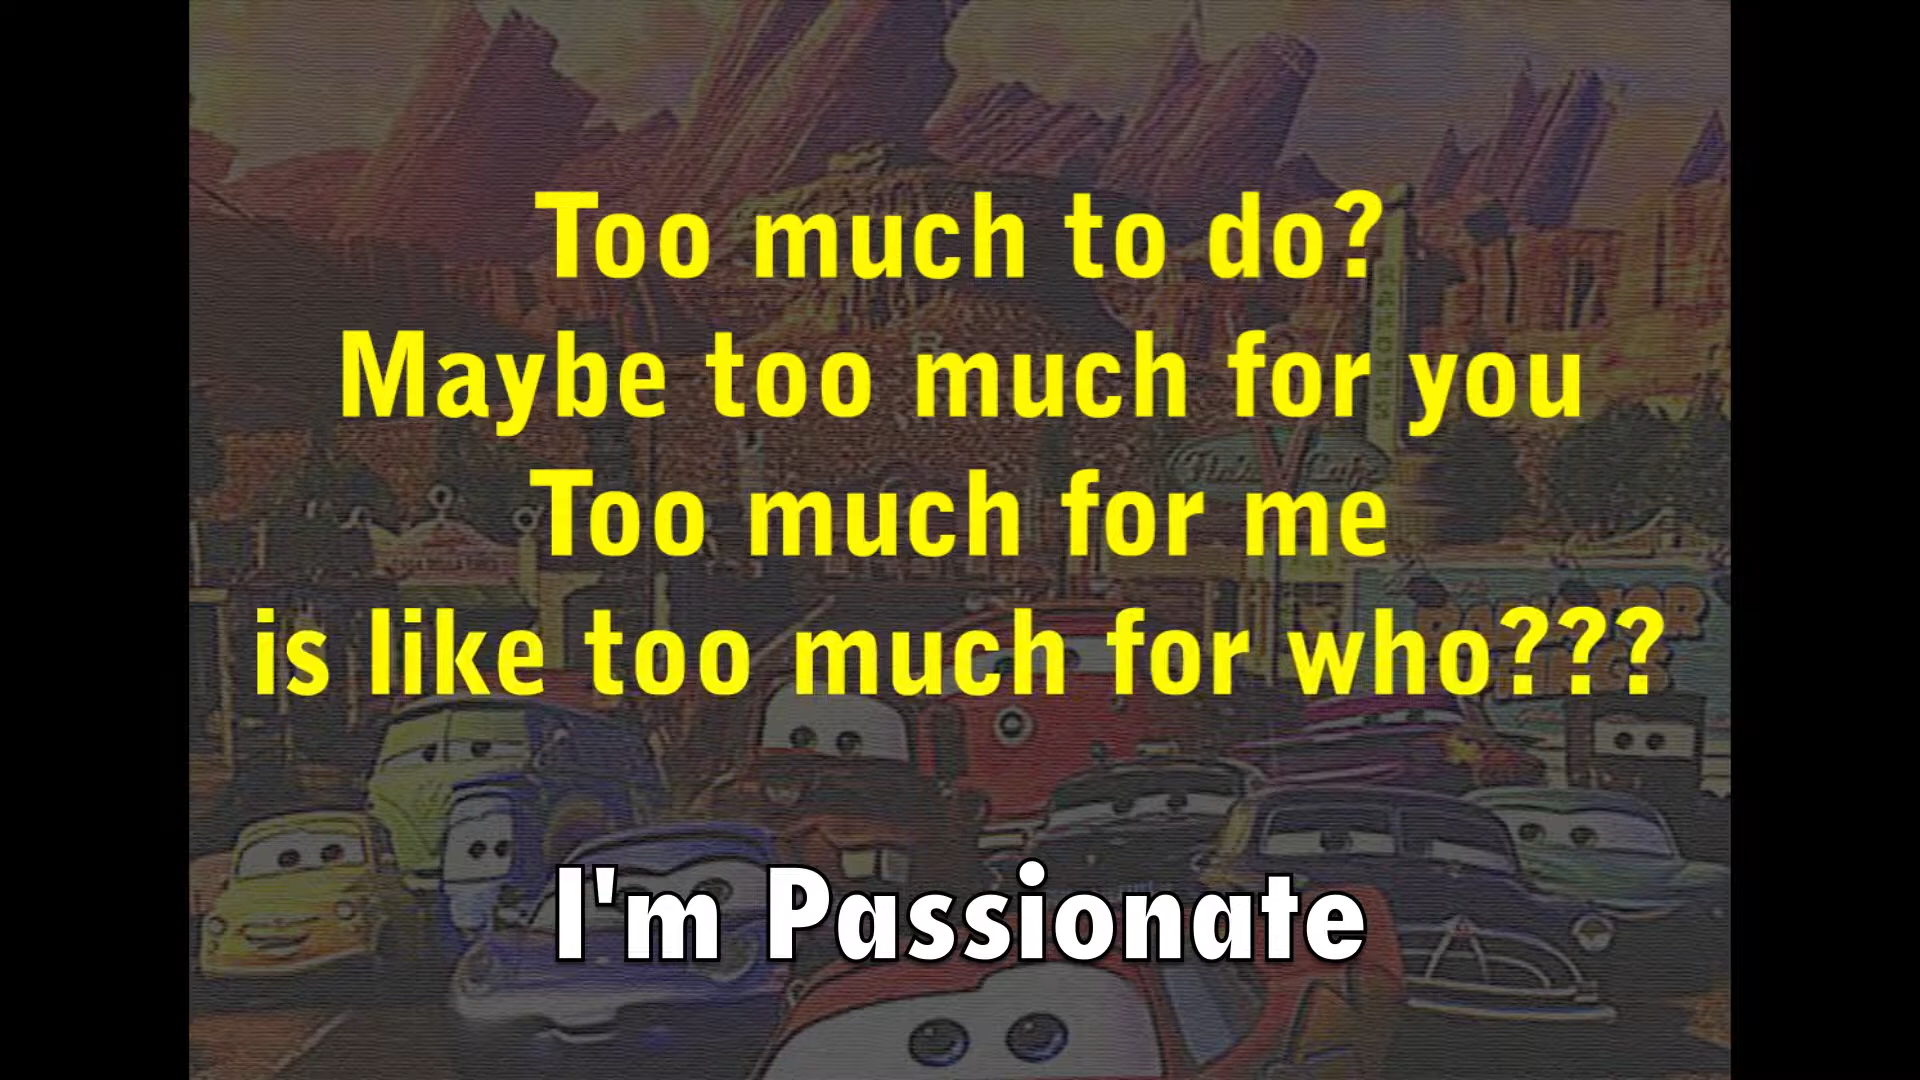 Too much to do?
Maybe too much for you
Too much for me
is like too much for who???
I'm Passionate